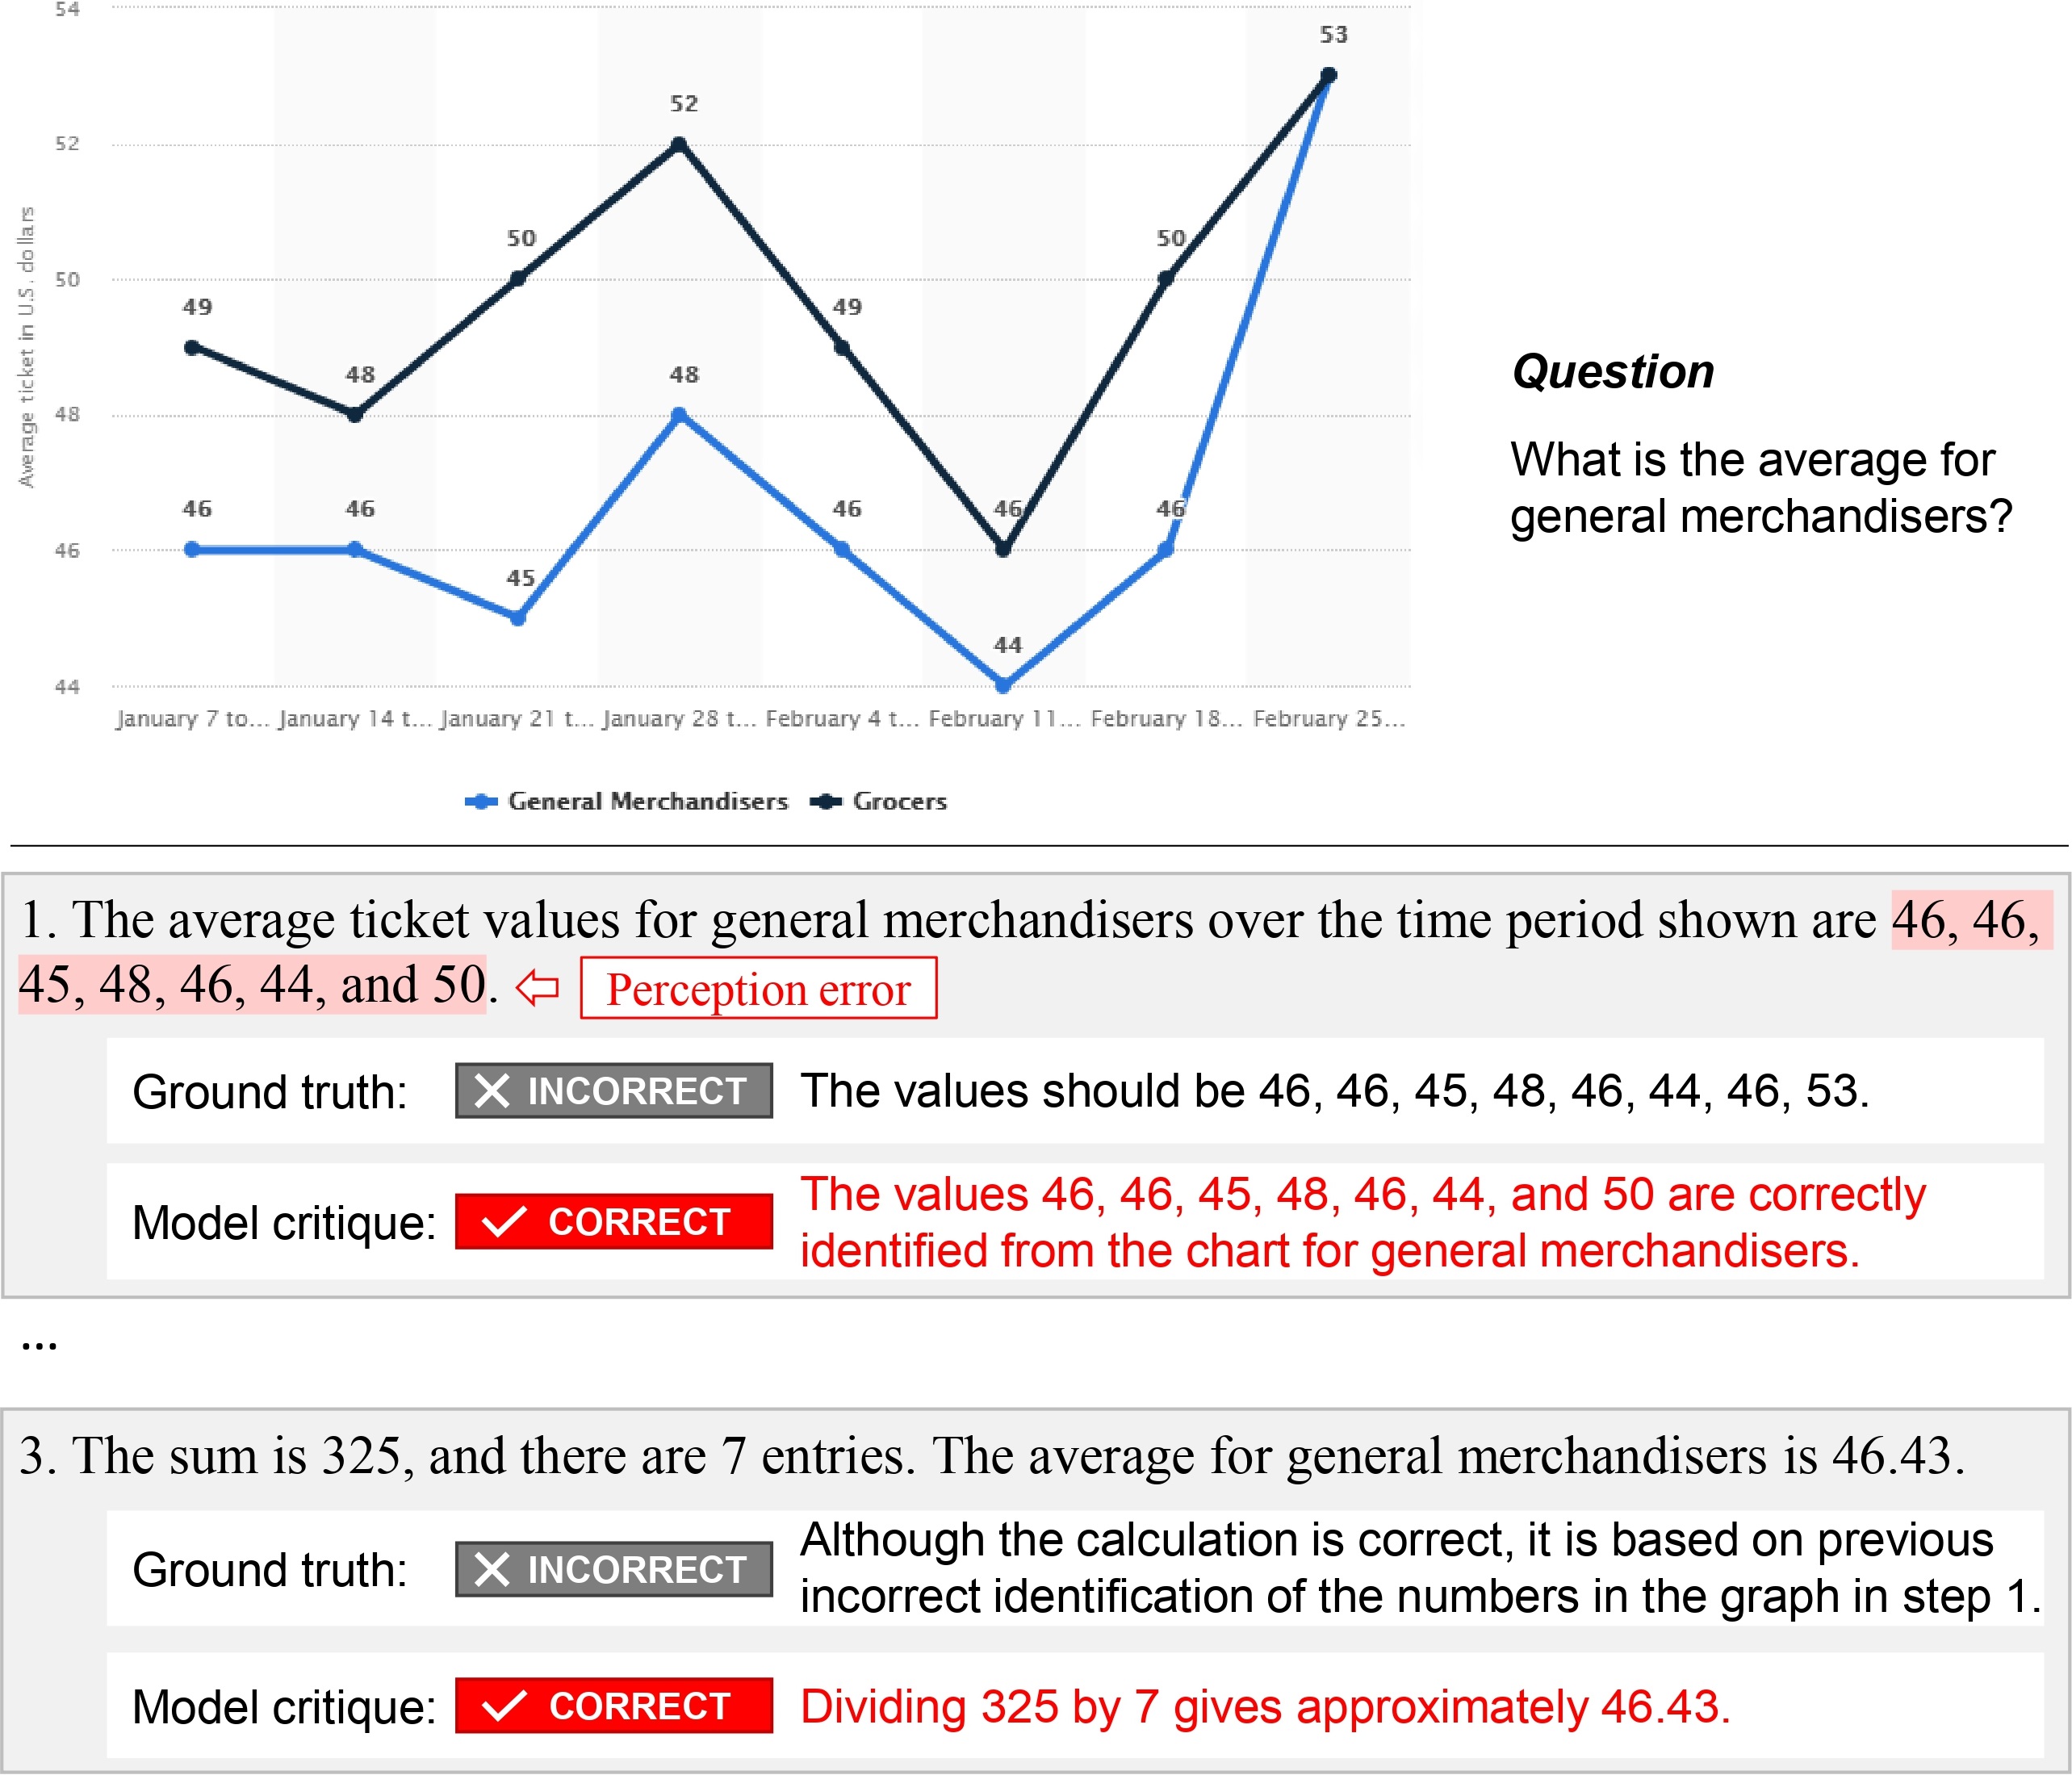 54
53
52
52
50
50
50
49
49
48
48
48
46
46
46
46
46
46
45
44
44
Average ticket in U.S. dollars
January 7 to... January 14 t... January 21 t... January 28 t... February 4 t... February 11... February 18... February 25...
General Merchandisers Grocers
Question
What is the average for
general merchandisers?
1. The average ticket values for general merchandisers over the time period shown are 46, 46,
45, 48, 46, 44, and 50. Perception error
Ground truth: INCORRECT The values should be 46, 46, 45, 48, 46, 44, 46, 53.
Model critique: CORRECT The values 46, 46, 45, 48, 46, 44, and 50 are correctly
identified from the chart for general merchandisers.
...
3. The sum is 325, and there are 7 entries. The average for general merchandisers is 46.43.
Ground truth: INCORRECT Although the calculation is correct, it is based on previous
incorrect identification of the numbers in the graph in step 1.
Model critique: CORRECT Dividing 325 by 7 gives approximately 46.43.